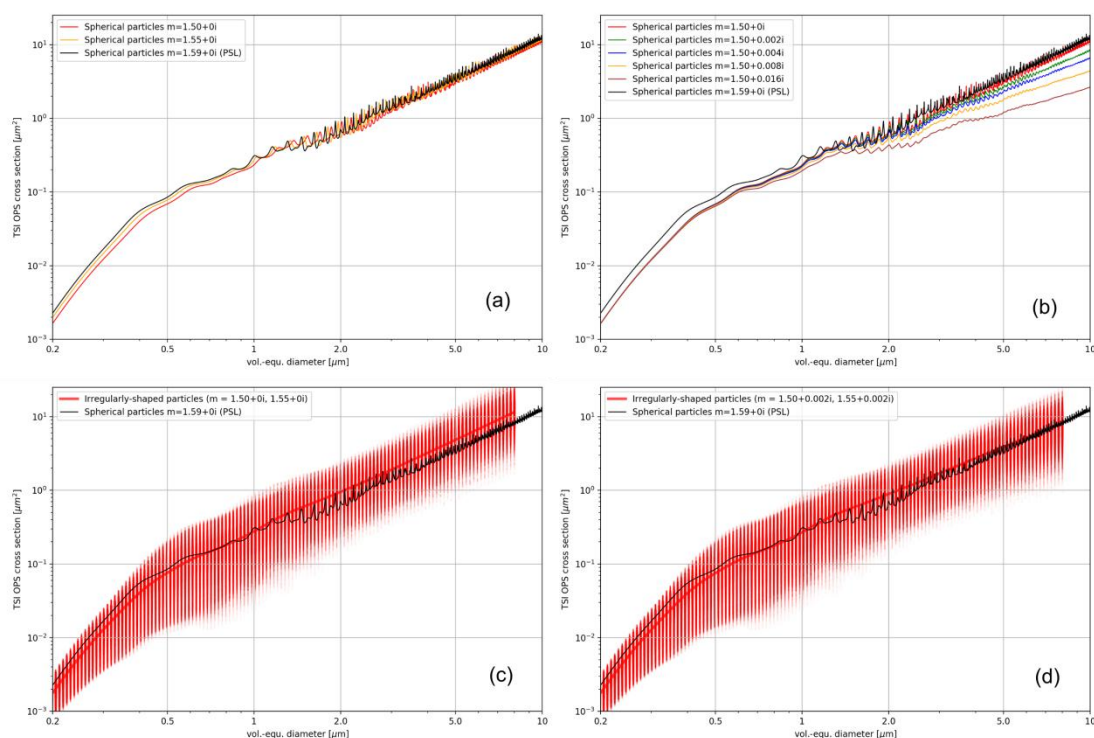 Spherical particles m=1.50+0i
Spherical particles m=1.55+0i
Spherical particles m=1.59+0i (PSL)
TSI OPS cross section [μm²]
10¹
10⁰
10⁻¹
10⁻²
10⁻³
(a)
0.2 0.5 1 2.0 5.0 10
vol.-equ. diameter [μm]
Spherical particles m=1.50+0i
Spherical particles m=1.50+0.002i
Spherical particles m=1.50+0.004i
Spherical particles m=1.50+0.008i
Spherical particles m=1.50+0.016i
Spherical particles m=1.59+0i (PSL)
TSI OPS cross section [μm²]
10¹
10⁰
10⁻¹
10⁻²
10⁻³
(b)
0.2 0.5 1 2.0 5.0 10
vol.-equ. diameter [μm]
Irregularly-shaped particles (m = 1.50+0i, 1.55+0i)
Spherical particles m=1.59+0i (PSL)
TSI OPS cross section [μm²]
10¹
10⁰
10⁻¹
10⁻²
10⁻³
(c)
0.2 0.5 1 2.0 5.0 10
vol.-equ. diameter [μm]
Irregularly-shaped particles (m = 1.50+0.002i, 1.55+0.002i)
Spherical particles m=1.59+0i (PSL)
TSI OPS cross section [μm²]
10¹
10⁰
10⁻¹
10⁻²
10⁻³
(d)
0.2 0.5 1 2.0 5.0 10
vol.-equ. diameter [μm]